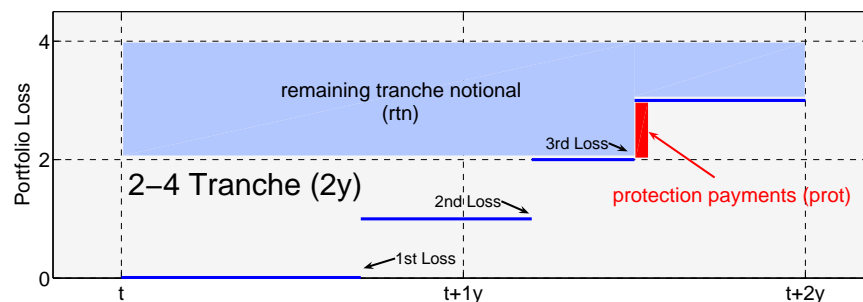 Portfolio Loss
4
2
0
remaining tranche notional
(rtn)
3rd Loss
2−4 Tranche (2y)
2nd Loss
protection payments (prot)
1st Loss
t
t+1y
t+2y